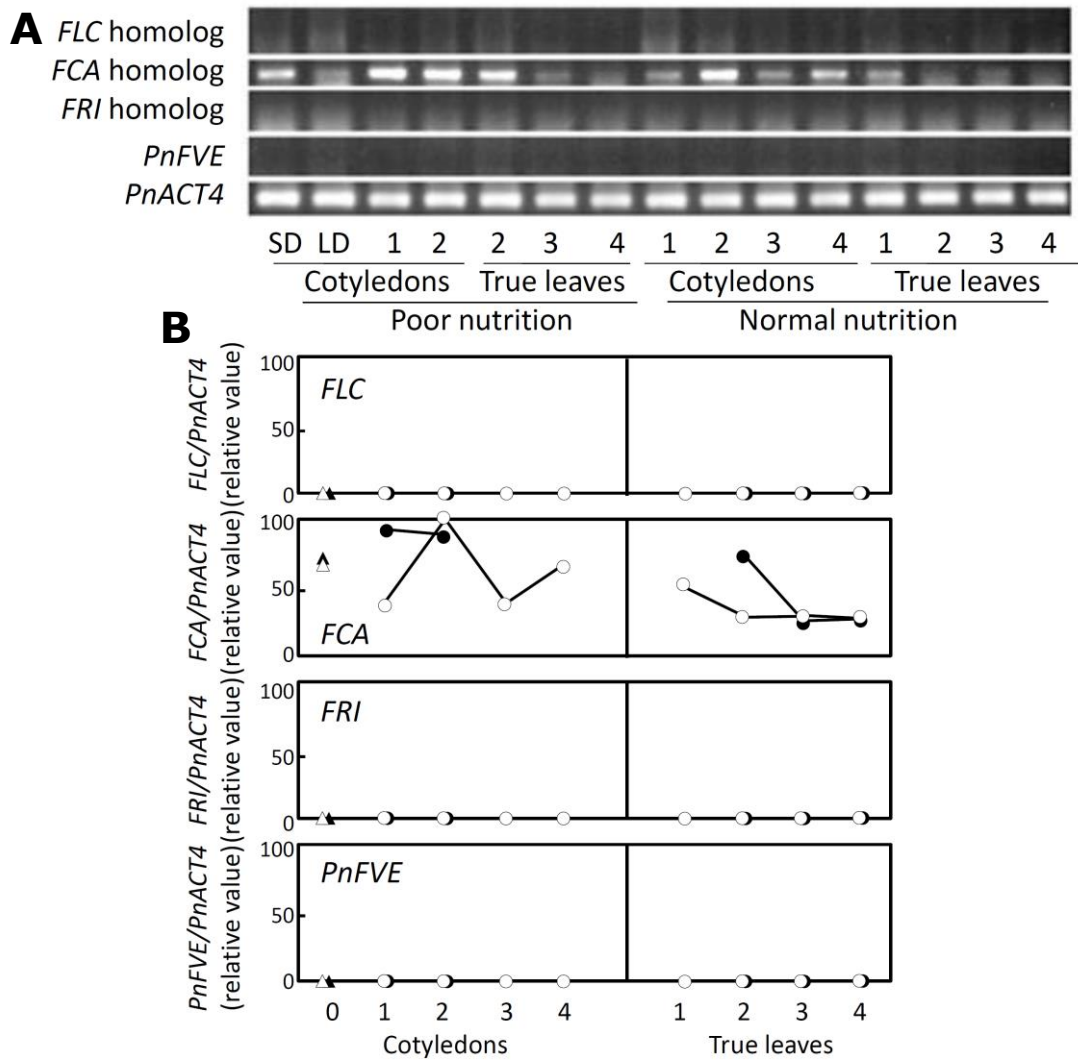 A
FLC homolog
FCA homolog
FRI homolog
PnFVE
PnACT4
SD LD 1 2 2 3 4 1 2 3 4 1 2 3 4
Cotyledons True leaves Cotyledons True leaves
Poor nutrition Normal nutrition
B
FLC/PnACT4
(relative value)
100
50
0
FLC
FCA/PnACT4
(relative value)
100
50
0
FCA
FRI/PnACT4
(relative value)
100
50
0
FRI
PnFVE/PnACT4
(relative value)
100
50
0
PnFVE
0 1 2 3 4 1 2 3 4
Cotyledons True leaves